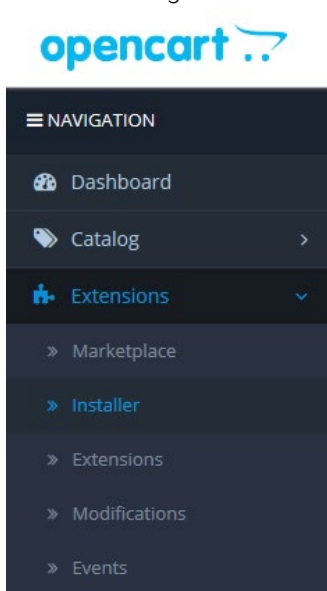 opencart
NAVIGATION
Dashboard
Catalog
Extensions
Marketplace
Installer
Extensions
Modifications
Events